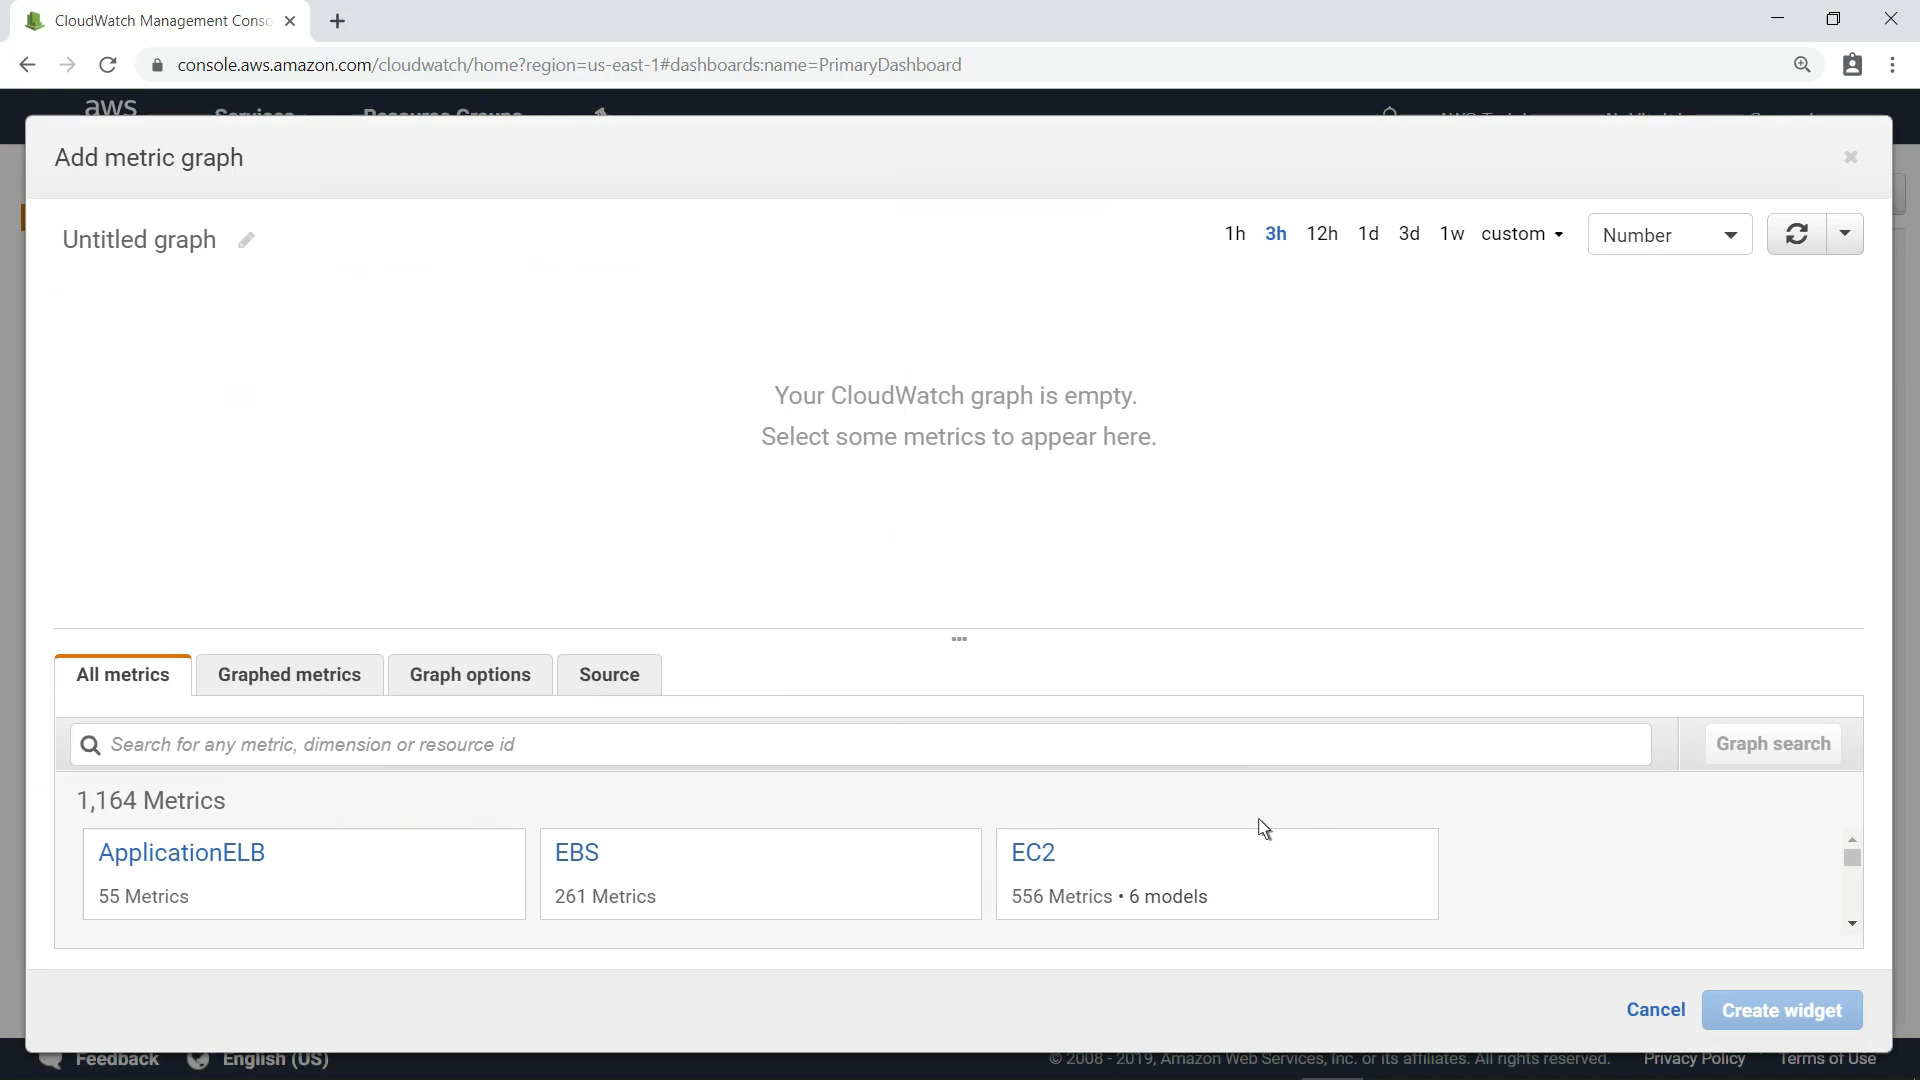 CloudWatch Management Conso
console.aws.amazon.com/cloudwatch/home?region=us-east-1#dashboards:name=PrimaryDashboard
aws Services Resource Groups
Add metric graph
Untitled graph
1h 3h 12h 1d 3d 1w custom Number
Your CloudWatch graph is empty.
Select some metrics to appear here.
All metrics Graphed metrics Graph options Source
Search for any metric, dimension or resource id
Graph search
1,164 Metrics
ApplicationELB EBS EC2
55 Metrics 261 Metrics 556 Metrics • 6 models
Cancel Create widget
Feedback English (US) © 2008 - 2019, Amazon Web Services, Inc. or its affiliates. All rights reserved. Privacy Policy Terms of Use